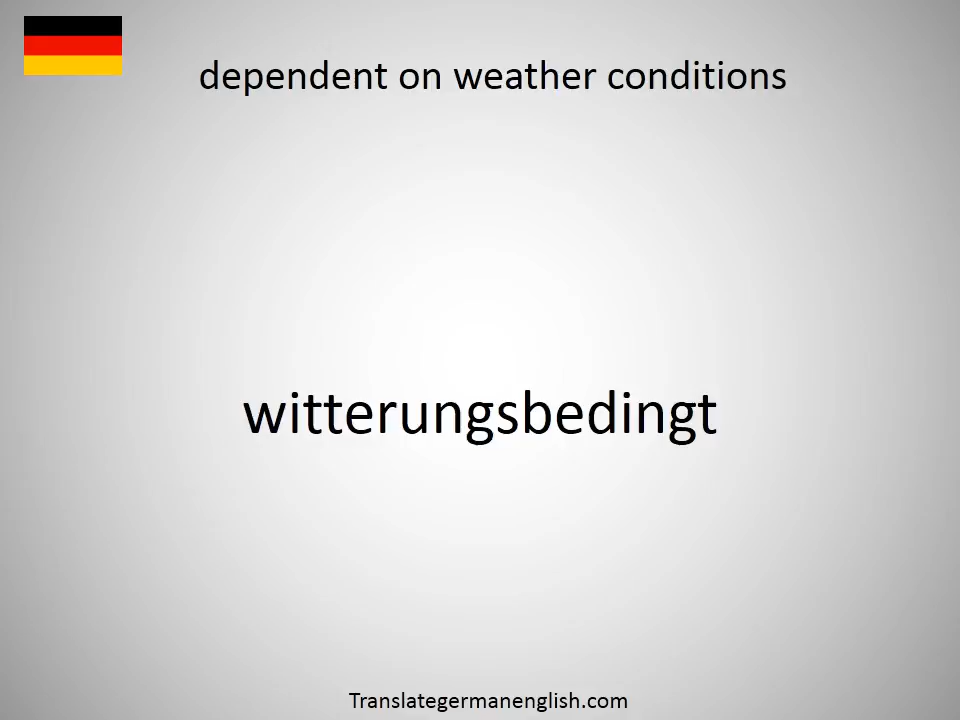 dependent on weather conditions
witterungsbedingt
Translategermanenglish.com